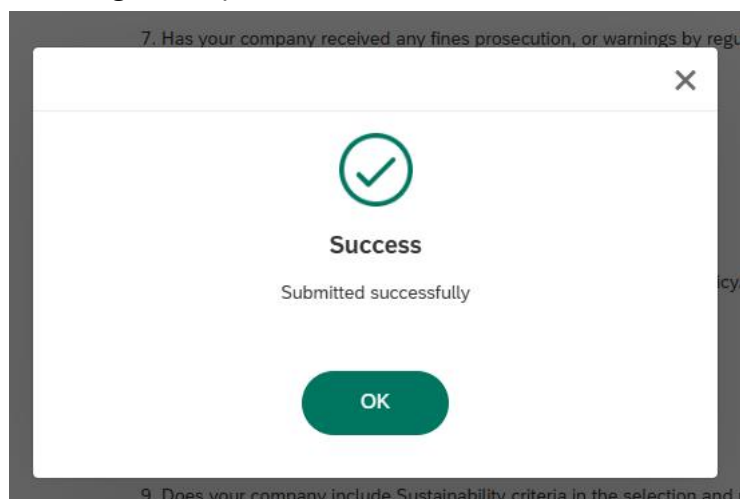 7. Has your company received any fines prosecution, or warnings by regu
Success
Submitted successfully
icy.
OK
9. Does your company include Sustainability criteria in the selection and